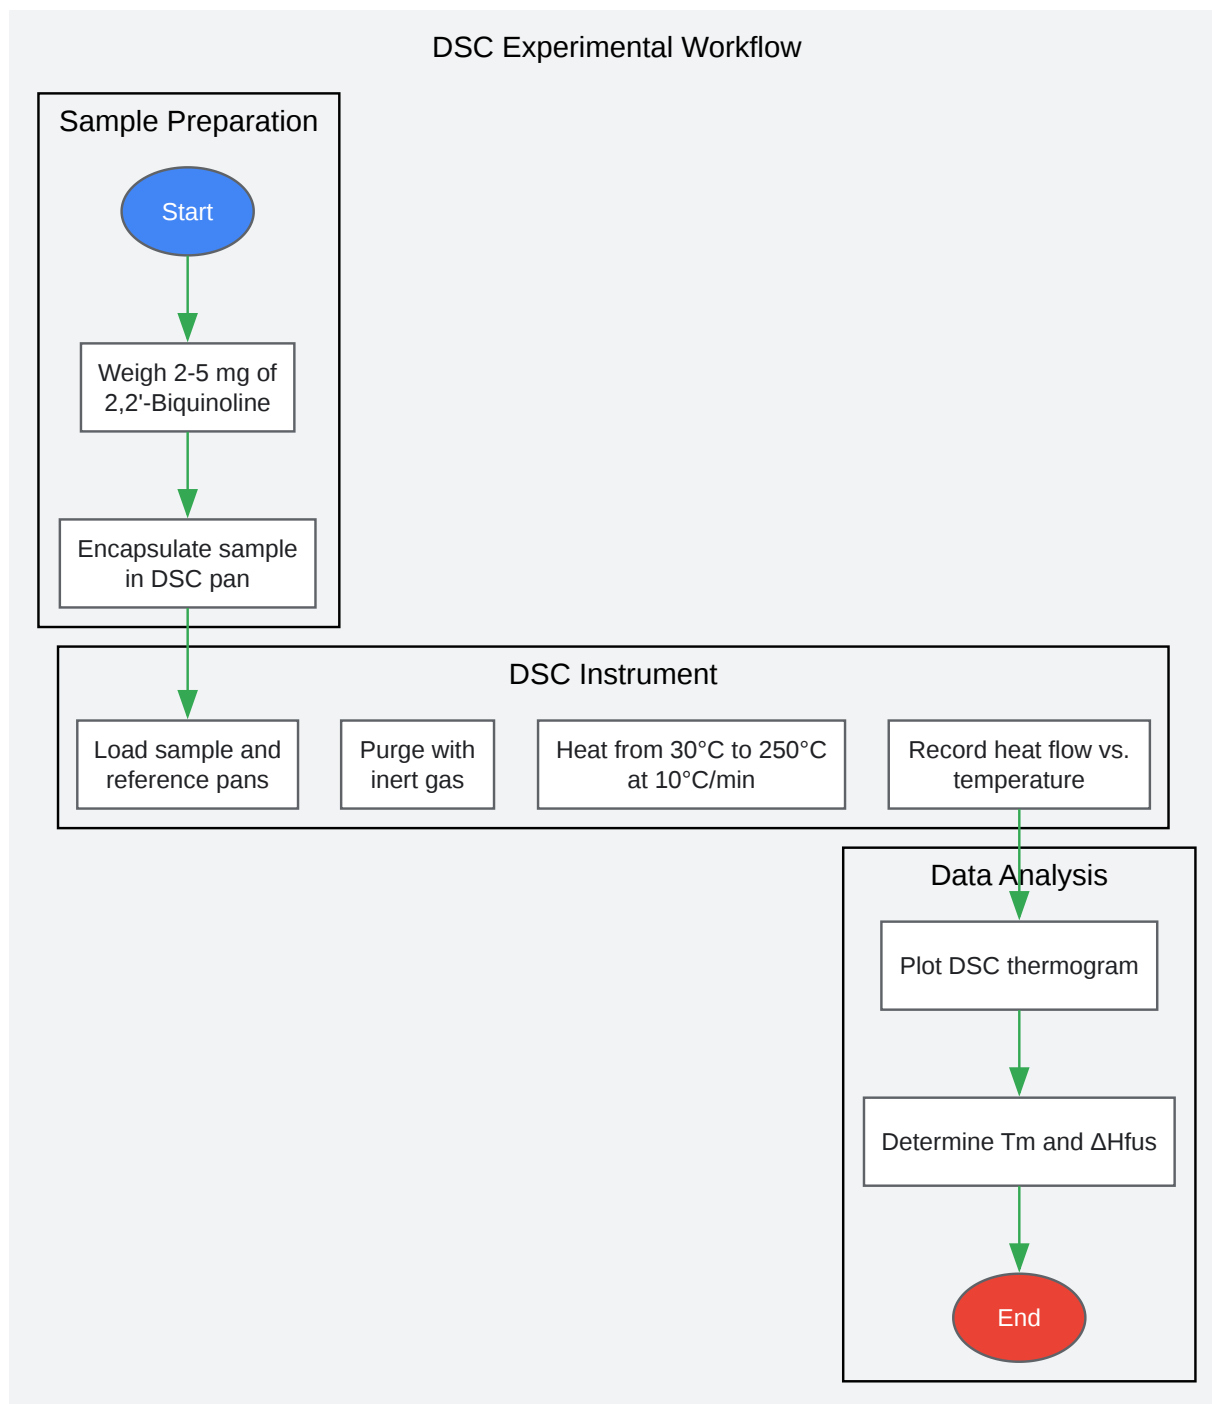 DSC Experimental Workflow
Sample Preparation
Start
Weigh 2-5 mg of
2,2'-Biquinoline
Encapsulate sample
in DSC pan
DSC Instrument
Load sample and
reference pans
Purge with
inert gas
Heat from 30°C to 250°C
at 10°C/min
Record heat flow vs.
temperature
Data Analysis
Plot DSC thermogram
Determine Tm and ΔHfus
End